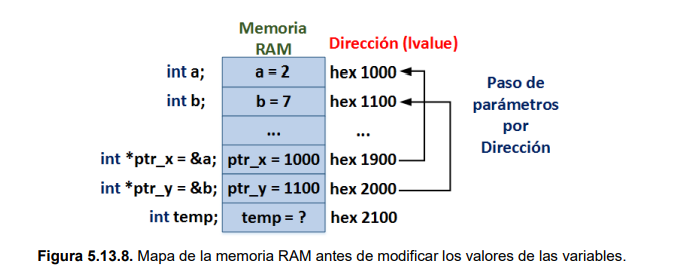 Memoria
RAM
Dirección (lvalue)
int a; a = 2 hex 1000
int b; b = 7 hex 1100
... ...
int *ptr_x = &a; ptr_x = 1000 hex 1900
int *ptr_y = &b; ptr_y = 1100 hex 2000
int temp; temp = ? hex 2100
Paso de
parámetros
por
Dirección
Figura 5.13.8. Mapa de la memoria RAM antes de modificar los valores de las variables.